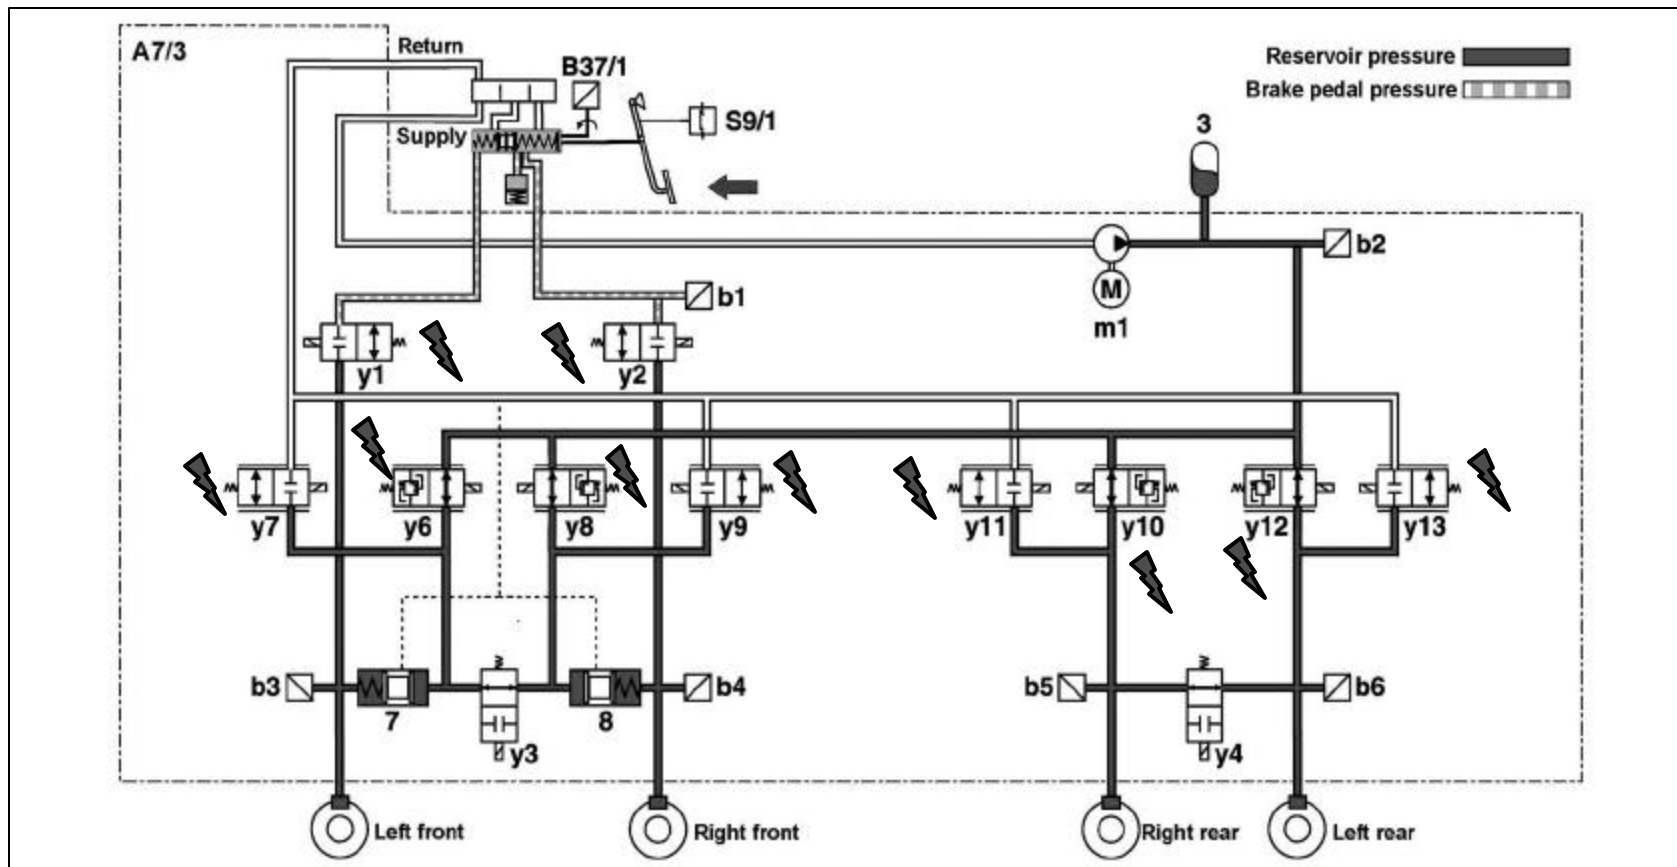 A7/3
Return
B37/1
Reservoir pressure
Brake pedal pressure
Supply
S9/1
3
b2
b1
M
m1
y1
y2
y7
y6
y8
y9
y11
y10
y12
y13
b3
7
8
b4
b5
b6
y3
y4
Left front
Right front
Right rear
Left rear